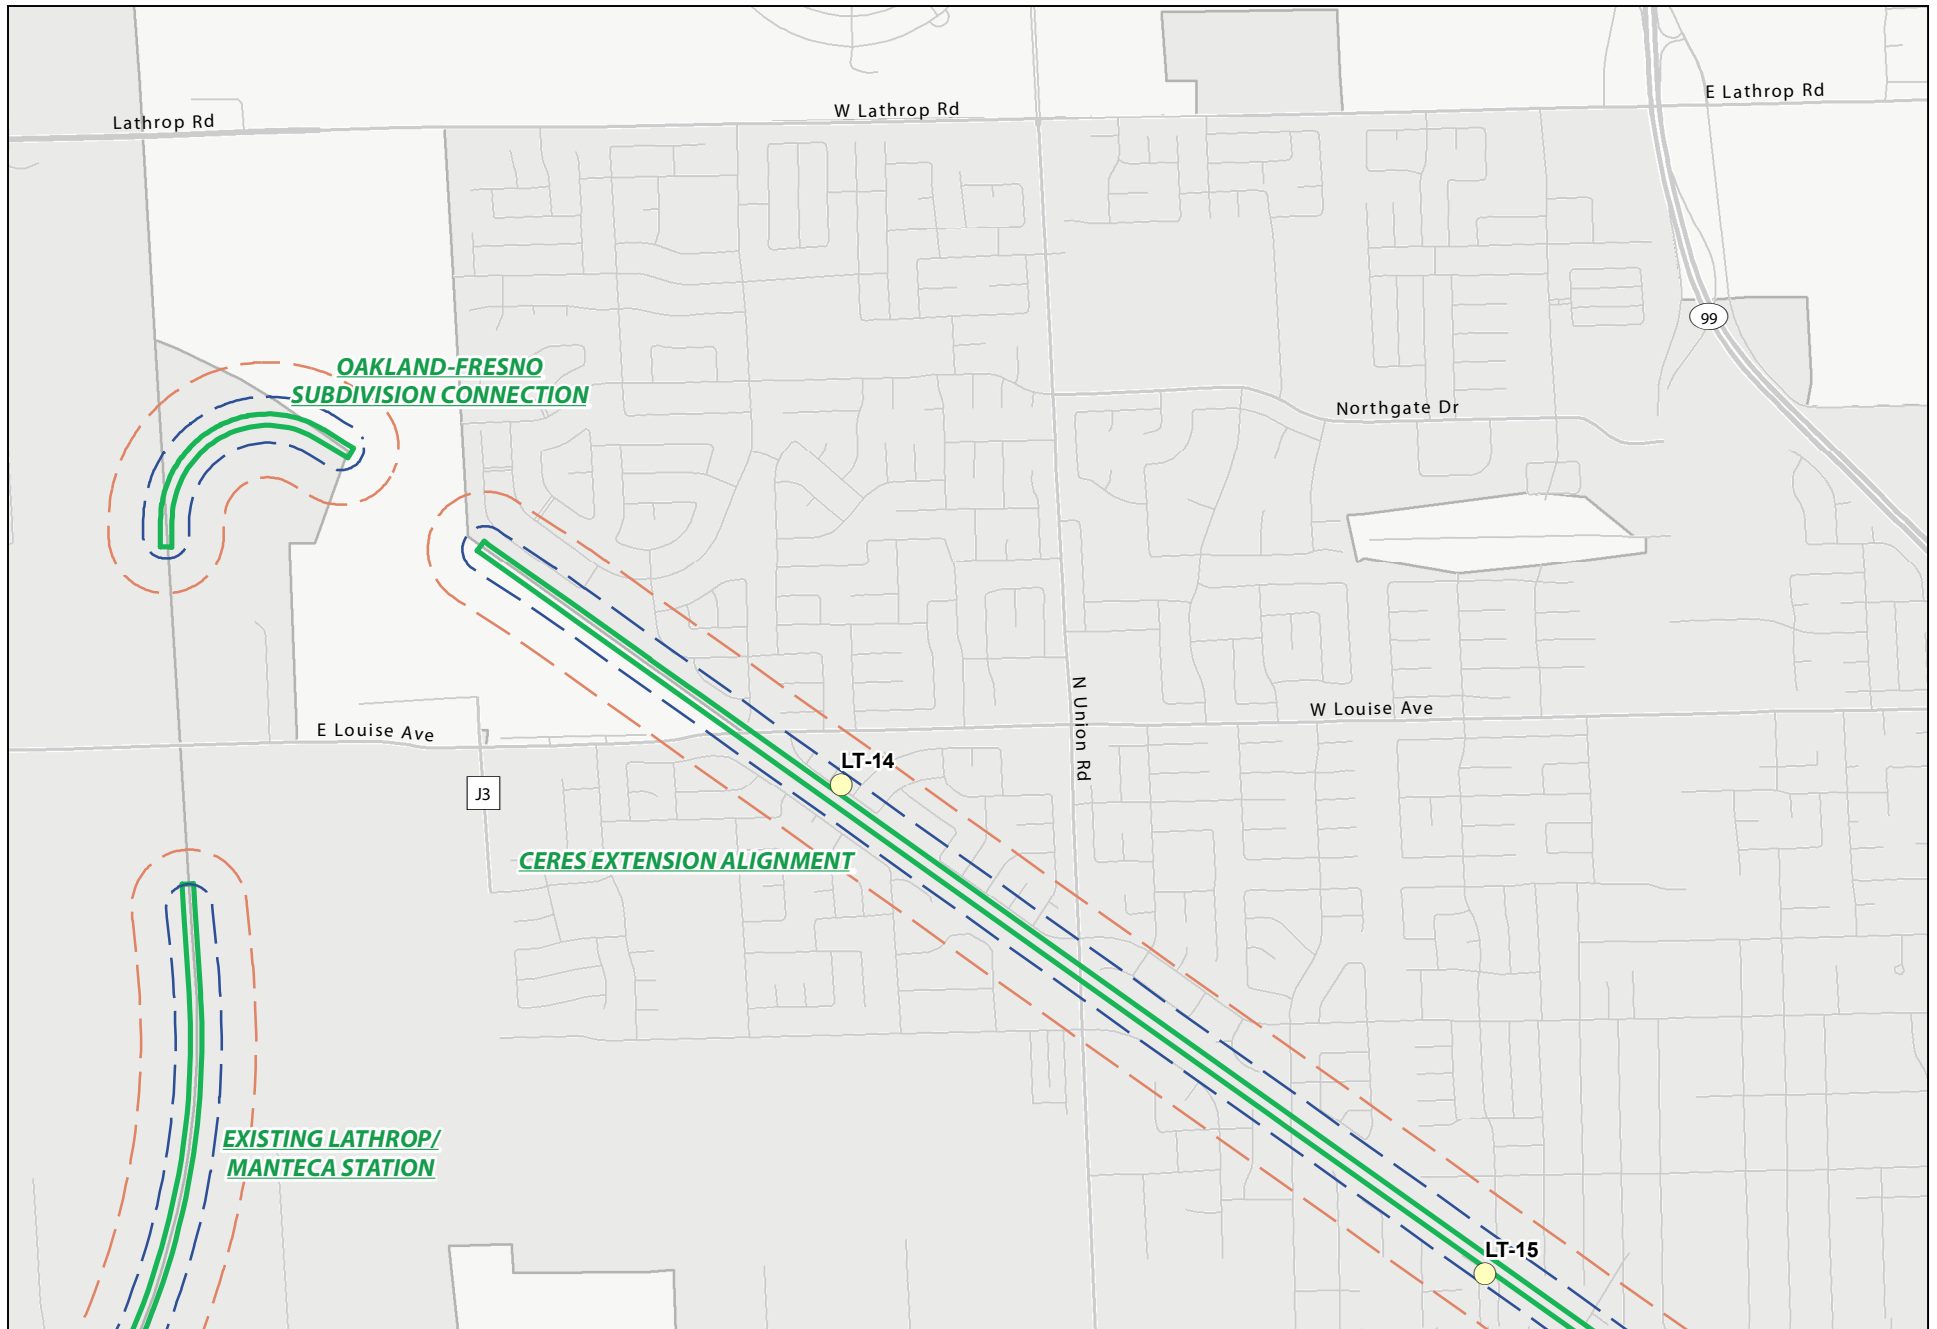 E Lathrop Rd
W Lathrop Rd
Lathrop Rd
99
OAKLAND-FRESNO
SUBDIVISION CONNECTION
Northgate Dr
N Union Rd
W Louise Ave
E Louise Ave
LT-14
J3
CERES EXTENSION ALIGNMENT
EXISTING LATHROP/
MANTECA STATION
LT-15